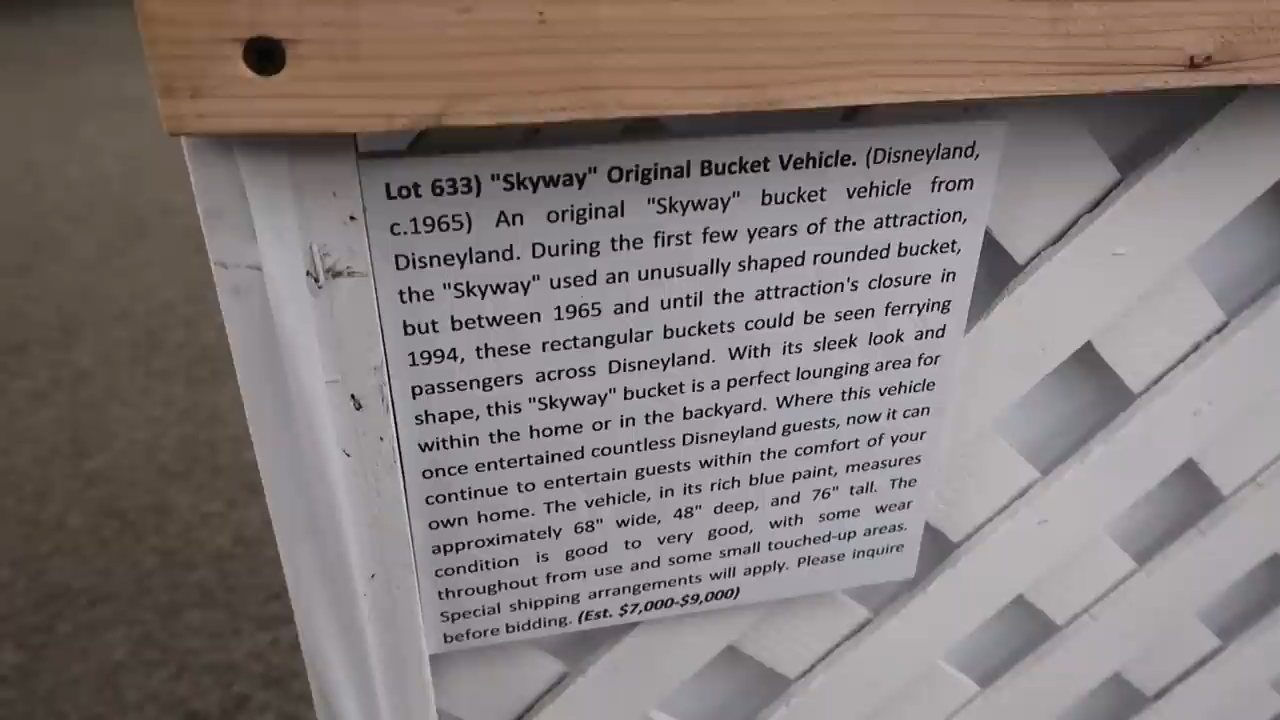 Lot 633) "Skyway" Original Bucket Vehicle. (Disneyland,
c.1965) An original "Skyway" bucket vehicle from
Disneyland. During the first few years of the attraction,
the "Skyway" used an unusually shaped rounded bucket,
but between 1965 and until the attraction's closure in
1994, these rectangular buckets could be seen ferrying
passengers across Disneyland. With its sleek look and
shape, this "Skyway" bucket is a perfect lounging area for
within the home or in the backyard. Where this vehicle
once entertained countless Disneyland guests, now it can
continue to entertain guests within the comfort of your
own home. The vehicle, in its rich blue paint, measures
approximately 68" wide, 48" deep, and 76" tall. The
condition is good to very good, with some wear
throughout from use and some small touched-up areas.
Special shipping arrangements will apply. Please inquire
before bidding. (Est. $7,000-$9,000)